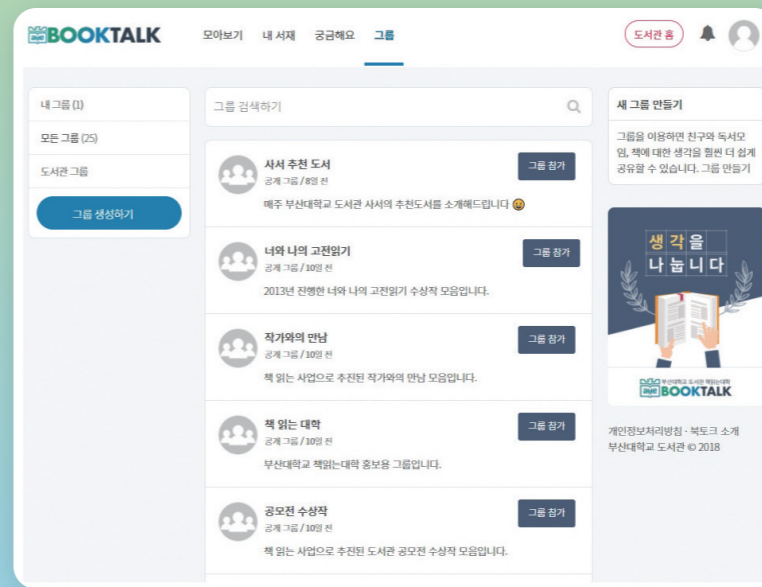 aye BOOKTALK
모아보기 내 서재 궁금해요 그룹
도서관 홈
내 그룹 (1)
모든 그룹 (25)
도서관 그룹
그룹 생성하기
그룹 검색하기
사서 추천 도서
그룹 참가
공개 그룹 / 8일 전
매주 부산대학교 도서관 사서의 추천도서를 소개해드립니다 😀
너와 나의 고전읽기
그룹 참가
공개 그룹 / 10일 전
2013년 진행한 너와 나의 고전읽기 수상작 모음입니다.
작가와의 만남
그룹 참가
공개 그룹 / 10일 전
책 읽는 사업으로 추진된 작가와의 만남 모음입니다.
책 읽는 대학
그룹 참가
공개 그룹 / 10일 전
부산대학교 책읽는대학 홍보용 그룹입니다.
공모전 수상작
그룹 참가
공개 그룹 / 10일 전
책 읽는 사업으로 추진된 도서관 공모전 수상작 모음입니다.
새 그룹 만들기
그룹을 이용하면 친구와 독서모
임, 책에 대한 생각을 훨씬 더 쉽게
공유할 수 있습니다. 그룹 만들기
생각을
나눕니다
부산대학교 도서관 책읽는대학
aye BOOKTALK
개인정보처리방침 · 북토크 소개
부산대학교 도서관 © 2018